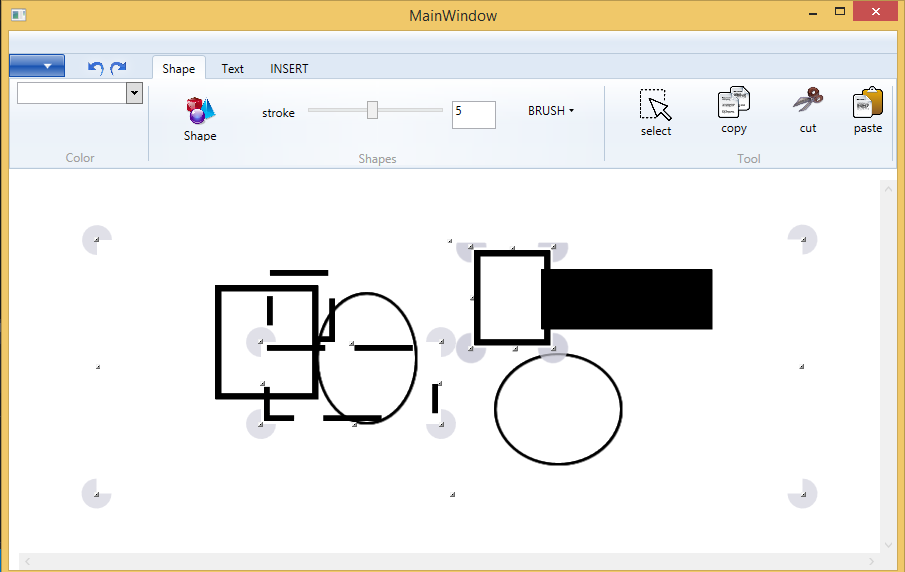 MainWindow
Shape Text INSERT
Shape
stroke
5
BRUSH
select
copy
cut
paste
Color
Shapes
Tool